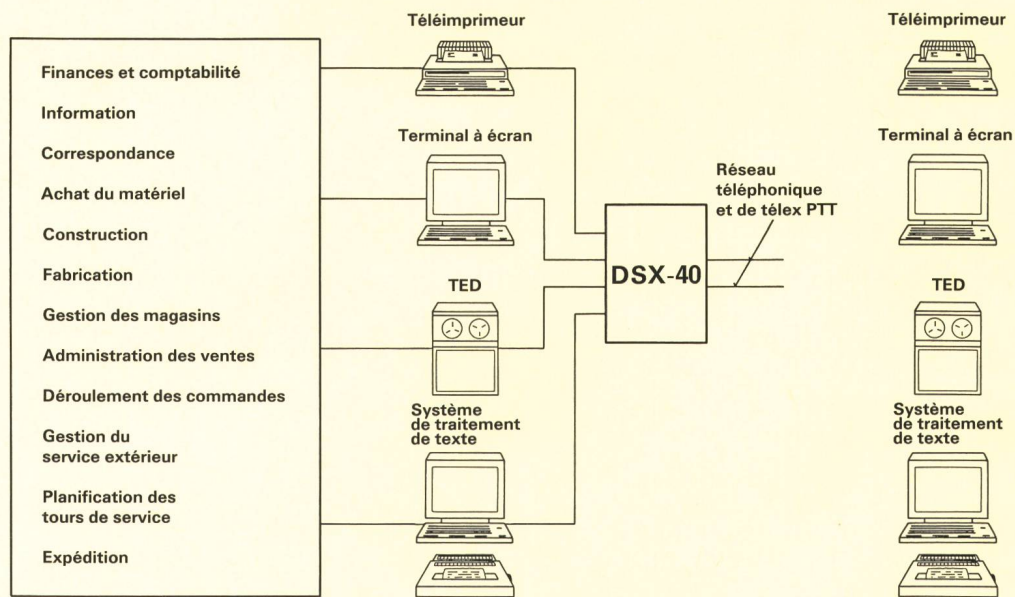 Finances et comptabilité
Information
Correspondance
Achat du matériel
Construction
Fabrication
Gestion des magasins
Administration des ventes
Déroulement des commandes
Gestion du
service extérieur
Planification des
tours de service
Expédition
Téléimprimeur
Terminal à écran
TED
Système
de traitement
de texte
DSX-40
Réseau
téléphonique
et de télex PTT
Téléimprimeur
Terminal à écran
TED
Système
de traitement
de texte